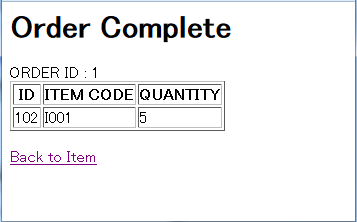 Order Complete
ORDER ID : 1
ID ITEM CODE QUANTITY
102 I001 5
Back to Item